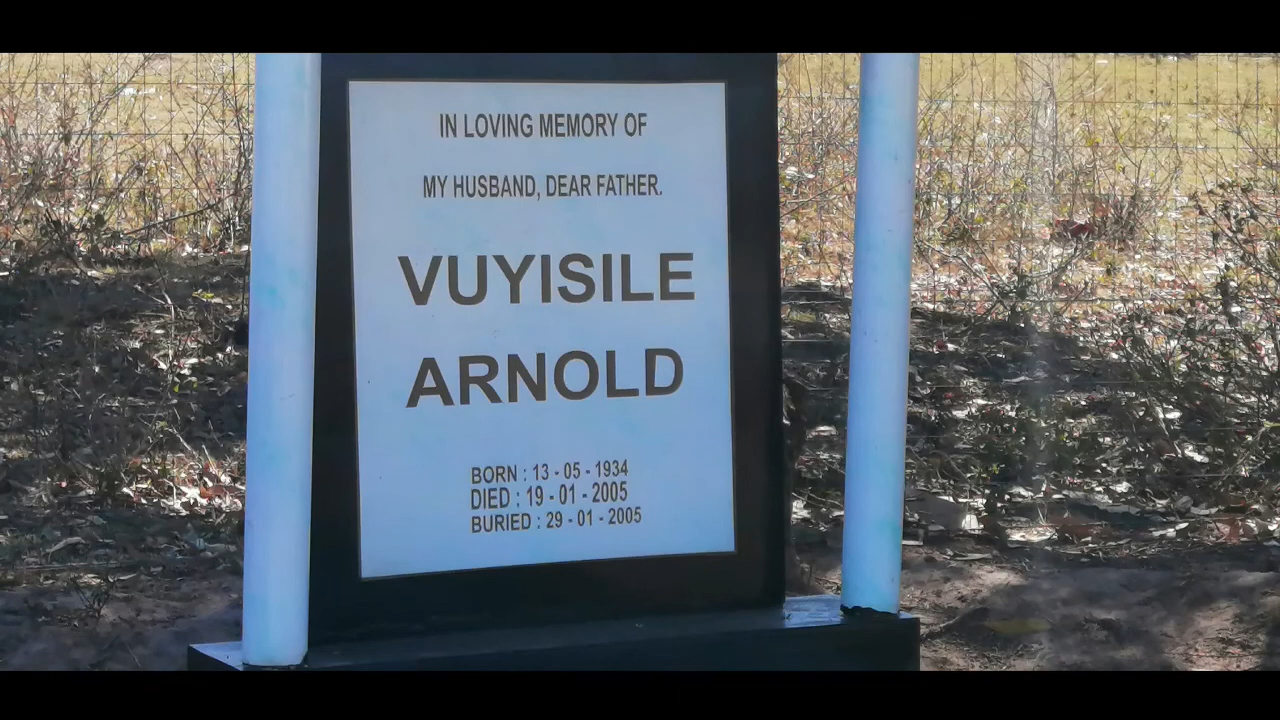 IN LOVING MEMORY OF
MY HUSBAND, DEAR FATHER.
VUYISILE
ARNOLD
BORN : 13 - 05 - 1934
DIED : 19 - 01 - 2005
BURIED : 29 - 01 - 2005